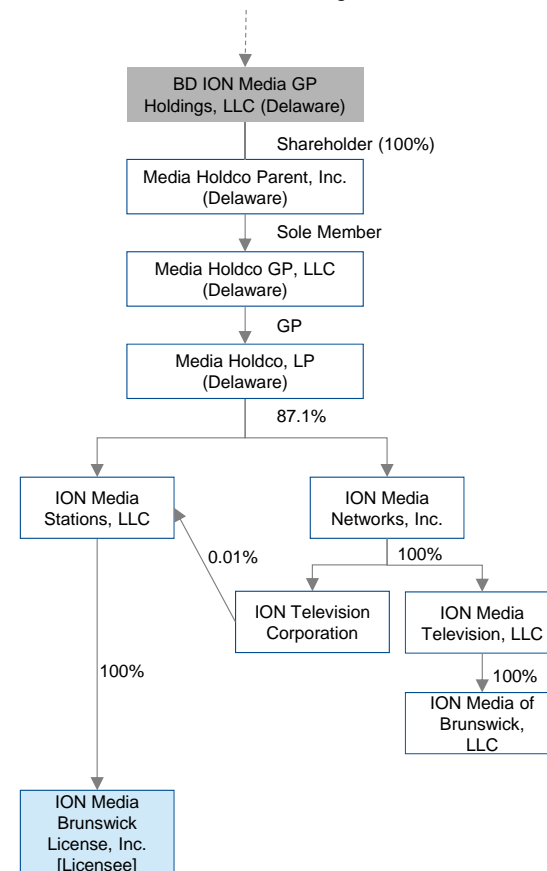 BD ION Media GP
Holdings, LLC (Delaware)
Shareholder (100%)
Media Holdco Parent, Inc.
(Delaware)
Sole Member
Media Holdco GP, LLC
(Delaware)
GP
Media Holdco, LP
(Delaware)
87.1%
ION Media
Stations, LLC
ION Media
Networks, Inc.
0.01%
100%
ION Television
Corporation
ION Media
Television, LLC
100%
100%
ION Media of
Brunswick,
LLC
ION Media
Brunswick
License, Inc.
[Licensee]